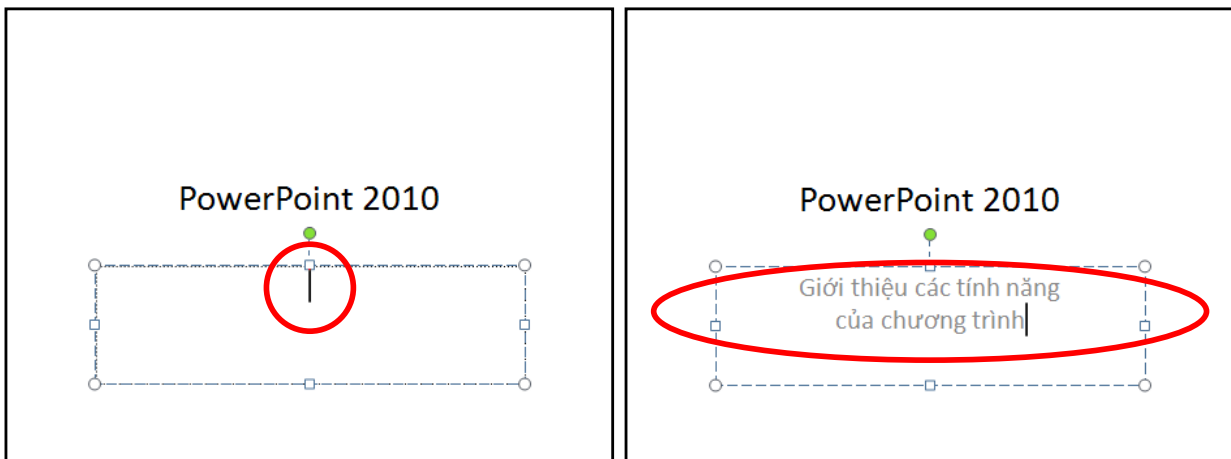 PowerPoint 2010
PowerPoint 2010
Giới thiệu các tính năng
của chương trình